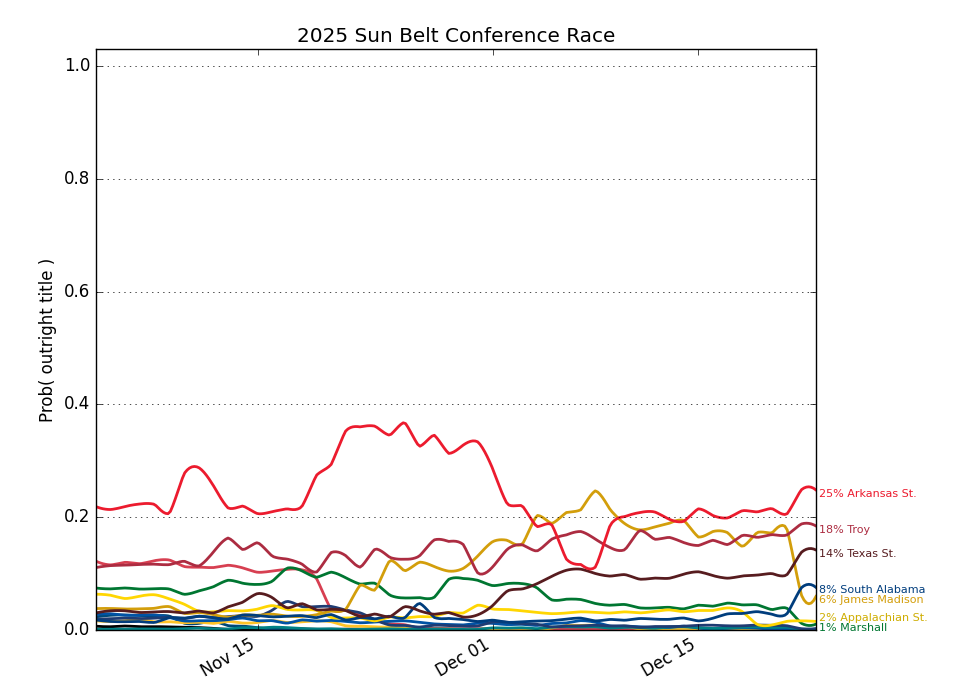 2025 Sun Belt Conference Race
Prob( outright title )
1.0
0.8
0.6
0.4
0.2
0.0
Nov 15
Dec 01
Dec 15
25% Arkansas St.
18% Troy
14% Texas St.
8% South Alabama
6% James Madison
2% Appalachian St.
1% Marshall